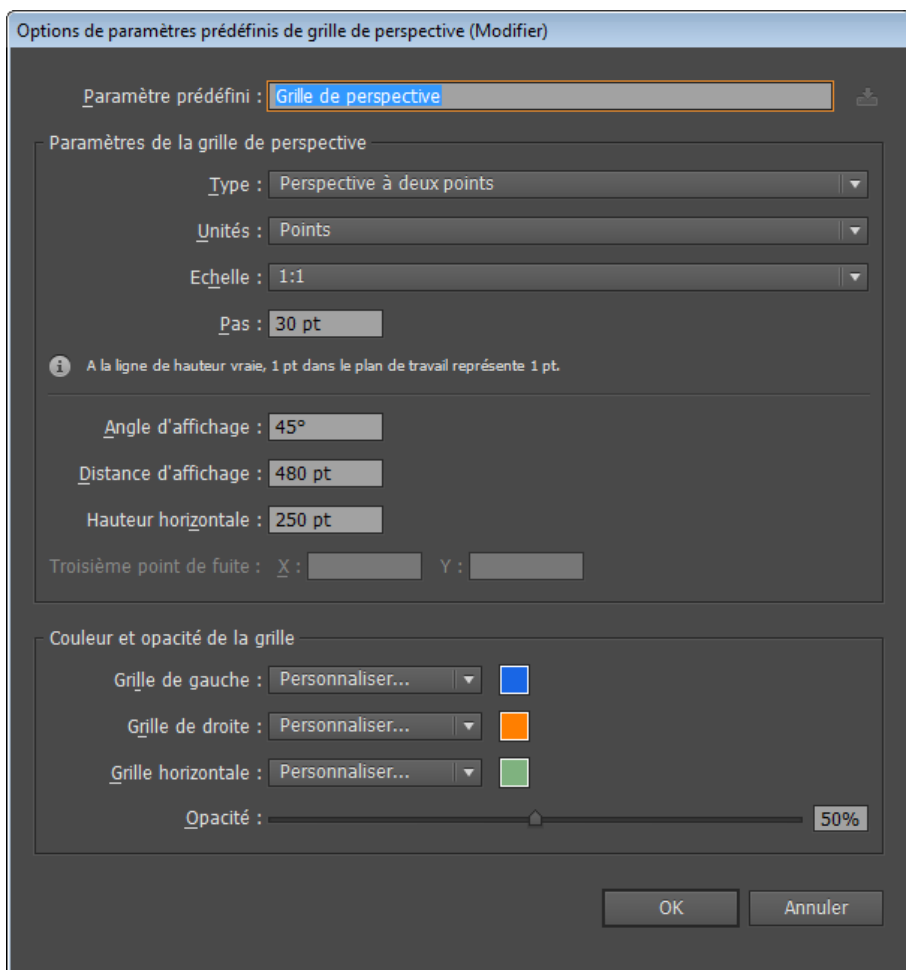 Options de paramètres prédéfinis de grille de perspective (Modifier)
Paramètre prédéfini : Grille de perspective
Paramètres de la grille de perspective
Type : Perspective à deux points
Unités : Points
Echelle : 1:1
Pas : 30 pt
A la ligne de hauteur vraie, 1 pt dans le plan de travail représente 1 pt.
Angle d'affichage : 45°
Distance d'affichage : 480 pt
Hauteur horizontale : 250 pt
Troisième point de fuite : X : Y :
Couleur et opacité de la grille
Grille de gauche : Personnaliser...
Grille de droite : Personnaliser...
Grille horizontale : Personnaliser...
Opacité : 50%
OK Annuler